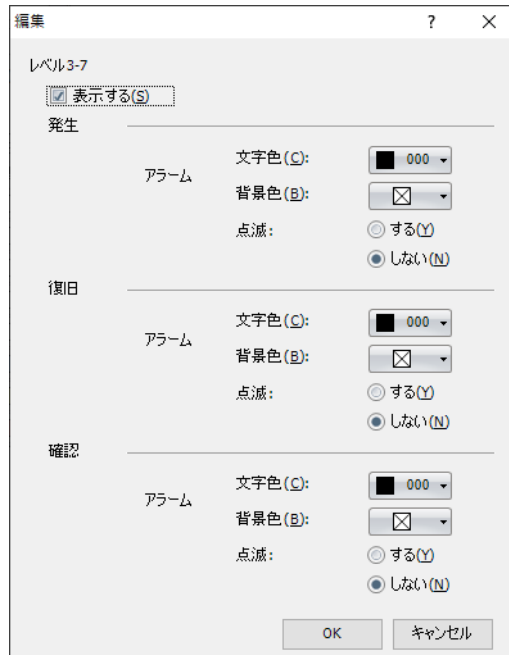 編集 ? ×
レベル3-7
表示する(S)
発生
アラーム 文字色(C): 000
背景色(B):
点滅: する(Y)
しない(N)
復旧
アラーム 文字色(C): 000
背景色(B):
点滅: する(Y)
しない(N)
確認
アラーム 文字色(C): 000
背景色(B):
点滅: する(Y)
しない(N)
OK キャンセル